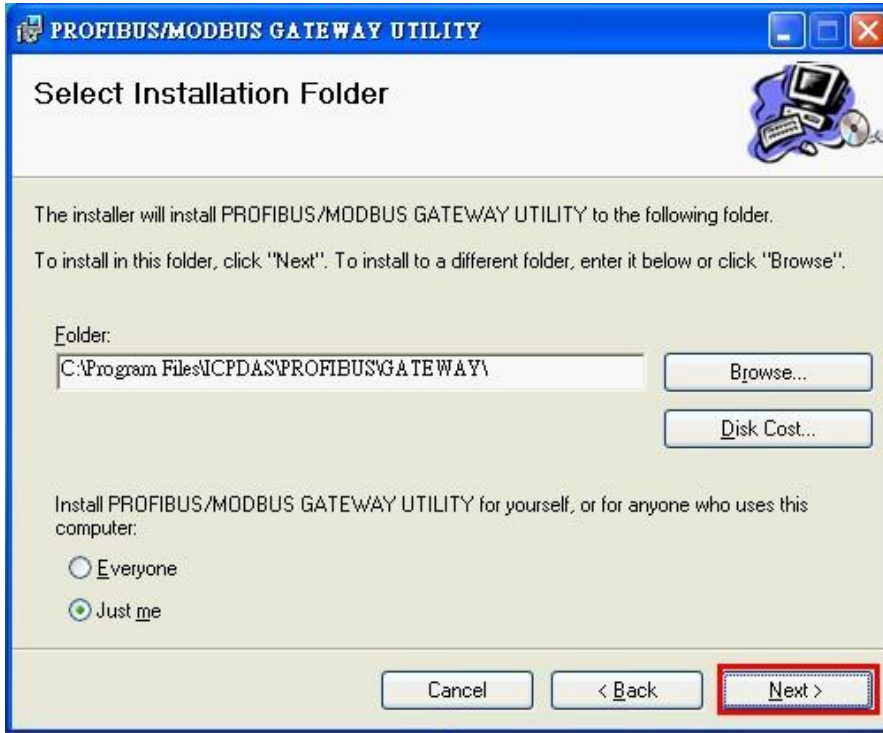 PROFIBUS/MODBUS GATEWAY UTILITY
Select Installation Folder
The installer will install PROFIBUS/MODBUS GATEWAY UTILITY to the following folder.
To install in this folder, click "Next". To install to a different folder, enter it below or click "Browse".
Folder:
C:\Program Files\ICPDAS\PROFIBUS\GATEWAY\
Browse...
Disk Cost...
Install PROFIBUS/MODBUS GATEWAY UTILITY for yourself, or for anyone who uses this
computer:
Everyone
Just me
Cancel
< Back
Next >